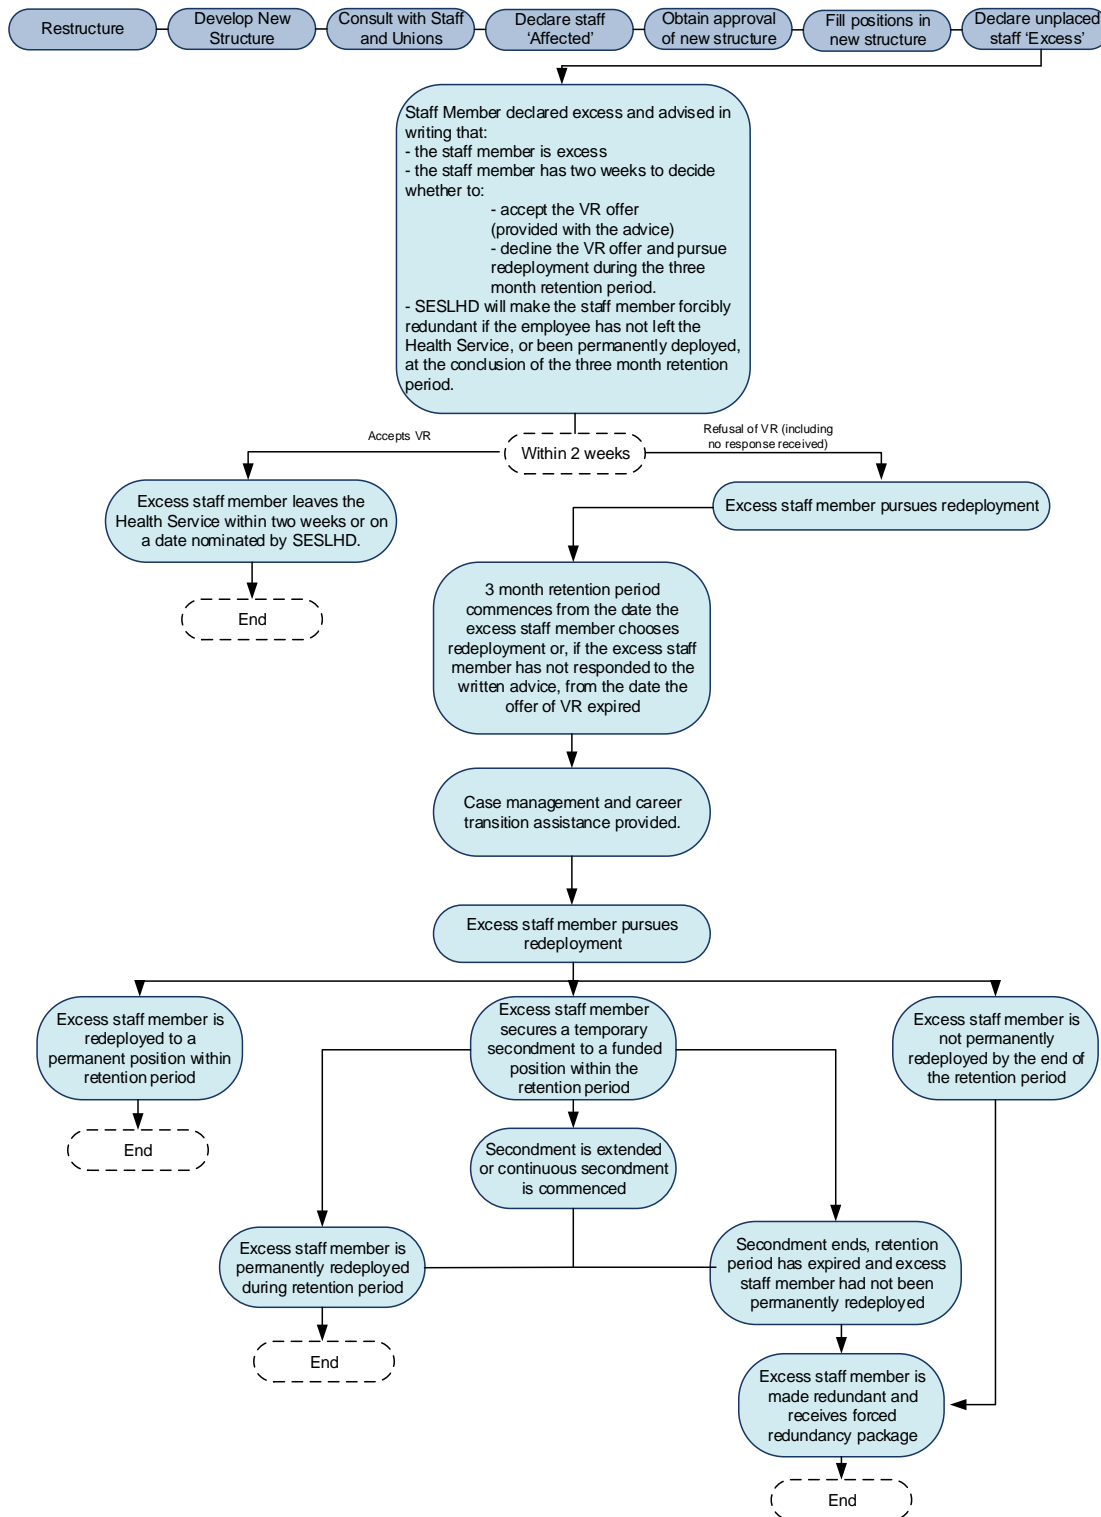 Restructure
Develop New
Structure
Consult with Staff
and Unions
Declare staff
‘Affected’
Obtain approval
of new structure
Fill positions in
new structure
Declare unplaced
staff ‘Excess’
Staff Member declared excess and advised in
writing that:
- the staff member is excess
- the staff member has two weeks to decide
whether to:
- accept the VR offer
(provided with the advice)
- decline the VR offer and pursue
redeployment during the three
month retention period.
- SESLHD will make the staff member forcibly
redundant if the employee has not left the
Health Service, or been permanently deployed,
at the conclusion of the three month retention
period.
Accepts VR
Within 2 weeks
Refusal of VR (including
no response received)
Excess staff member leaves the
Health Service within two weeks or on
a date nominated by SESLHD.
End
Excess staff member pursues redeployment
3 month retention period
commences from the date the
excess staff member chooses
redeployment or, if the excess staff
member has not responded to the
written advice, from the date the
offer of VR expired
Case management and career
transition assistance provided.
Excess staff member pursues
redeployment
Excess staff member is
redeployed to a
permanent position within
retention period
End
Excess staff member
secures a temporary
secondment to a funded
position within the
retention period
Excess staff member is
not permanently
redeployed by the end of
the retention period
Secondment is extended
or continuous secondment
is commenced
Excess staff member is
permanently redeployed
during retention period
End
Secondment ends, retention
period has expired and excess
staff member had not been
permanently redeployed
Excess staff member is
made redundant and
receives forced
redundancy package
End